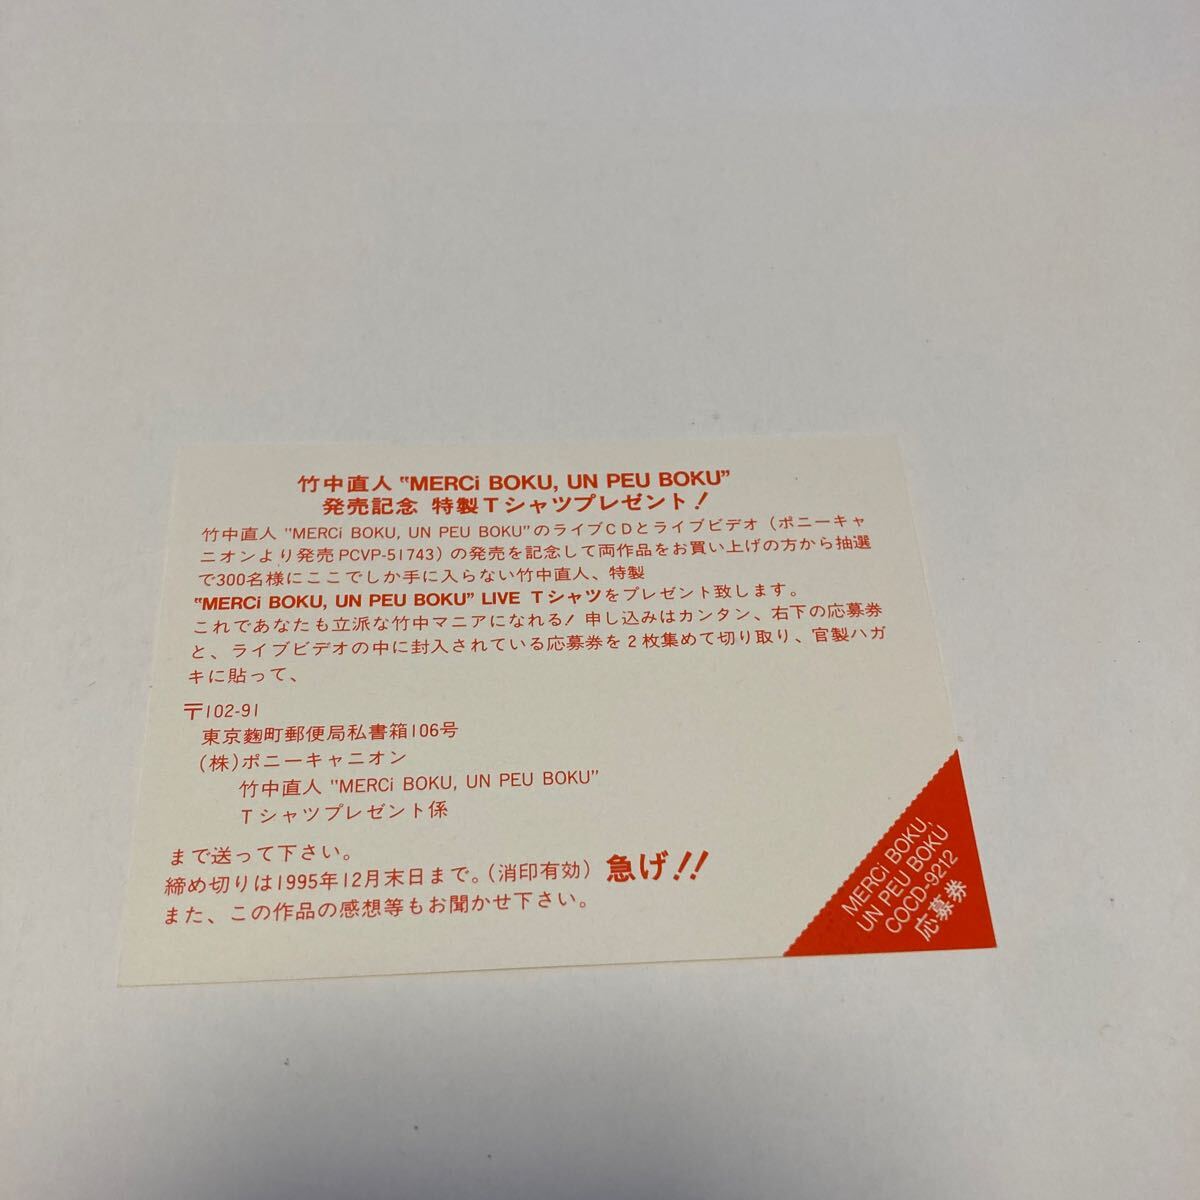 竹中直人 “MERCi BOKU, UN PEU BOKU”
発売記念 特製Tシャツプレゼント!
竹中直人 "MERCi BOKU, UN PEU BOKU"のライブCDとライブビデオ（ポニーキャ
ニオンより発売PCVP-51743）の発売を記念して両作品をお買い上げの方から抽選
で300名様にここでしか手に入らない竹中直人、特製
“MERCi BOKU, UN PEU BOKU” LIVE Tシャツをプレゼント致します。
これであなたも立派な竹中マニアになれる! 申し込みはカンタン、右下の応募券
と、ライブビデオの中に封入されている応募券を2枚集めて切り取り、官製ハガ
キに貼って、
〒102-91
東京麴町郵便局私書箱106号
(株)ポニーキャニオン
竹中直人 "MERCi BOKU, UN PEU BOKU"
Tシャツプレゼント係
まで送って下さい。
締め切りは1995年12月末日まで。(消印有効) 急げ!!
また、この作品の感想等もお聞かせ下さい。
MERCi BOKU,
UN PEU BOKU
COCD-9212
応募券